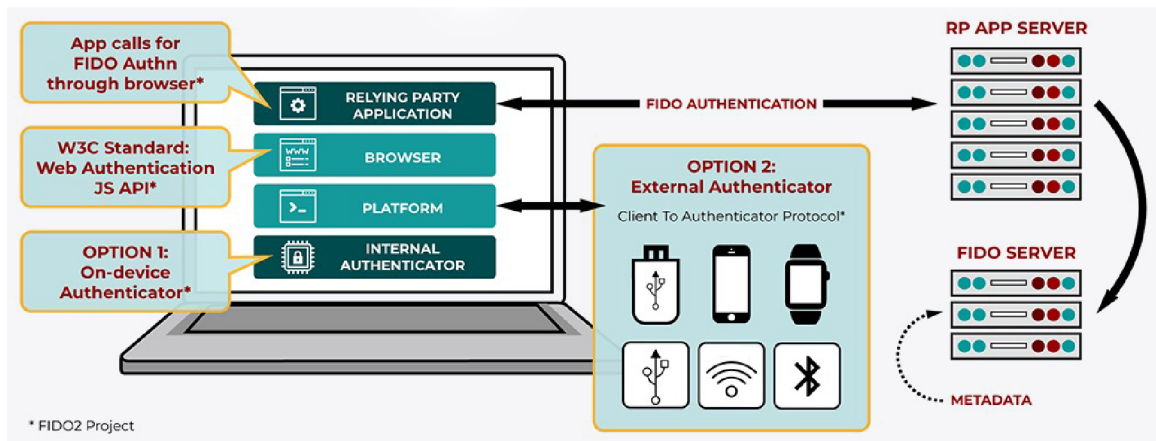 App calls for
FIDO Authn
through browser*
W3C Standard:
Web Authentication
JS API*
OPTION 1:
On-device
Authenticator*
RELYING PARTY
APPLICATION
WWW
BROWSER
PLATFORM
INTERNAL
AUTHENTICATOR
FIDO AUTHENTICATION
OPTION 2:
External Authenticator
Client To Authenticator Protocol*
RP APP SERVER
FIDO SERVER
METADATA
* FIDO2 Project